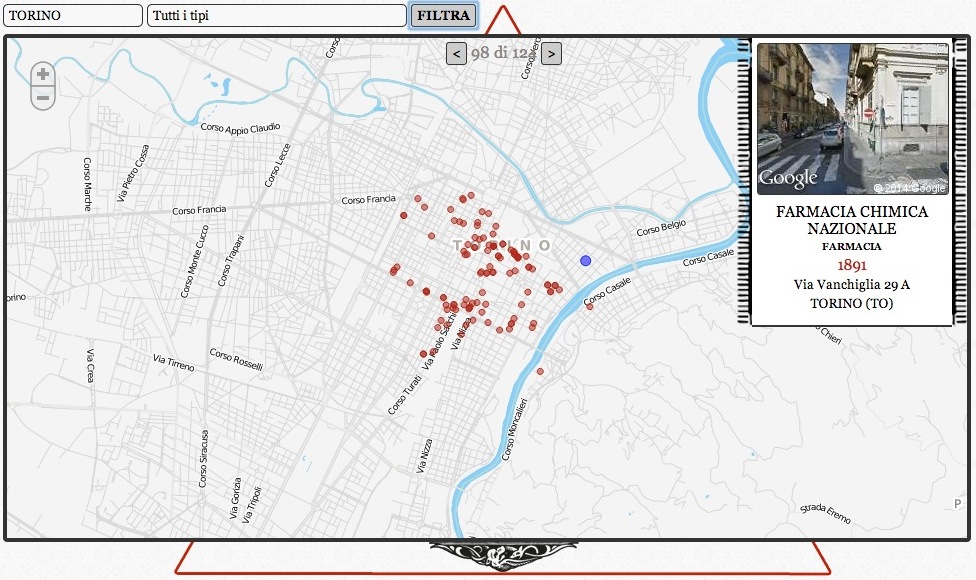 TORINO
Tutti i tipi
FILTRA
<
98 di
>
Corso Appio Claudio
Corso Lecce
Via Pietro Cossa
Corso Marche
Corso Francia
Corso Francia
Corso Monte Cucco
Corso Trapani
TORINO
Corso Belgio
Corso Casale
Corso Casale
Via Paolo Sacchi
Via Nizza
Via Tirreno
Corso Rosselli
Via Crea
Corso Turati
Corso Moncalieri
Via Nizza
Corso Siracusa
Via Gorizia
Via Tripoli
Strada Eremo
P
Google
© 2014 Google
FARMACIA CHIMICA
NAZIONALE
FARMACIA
1891
Via Vanchiglia 29 A
TORINO (TO)